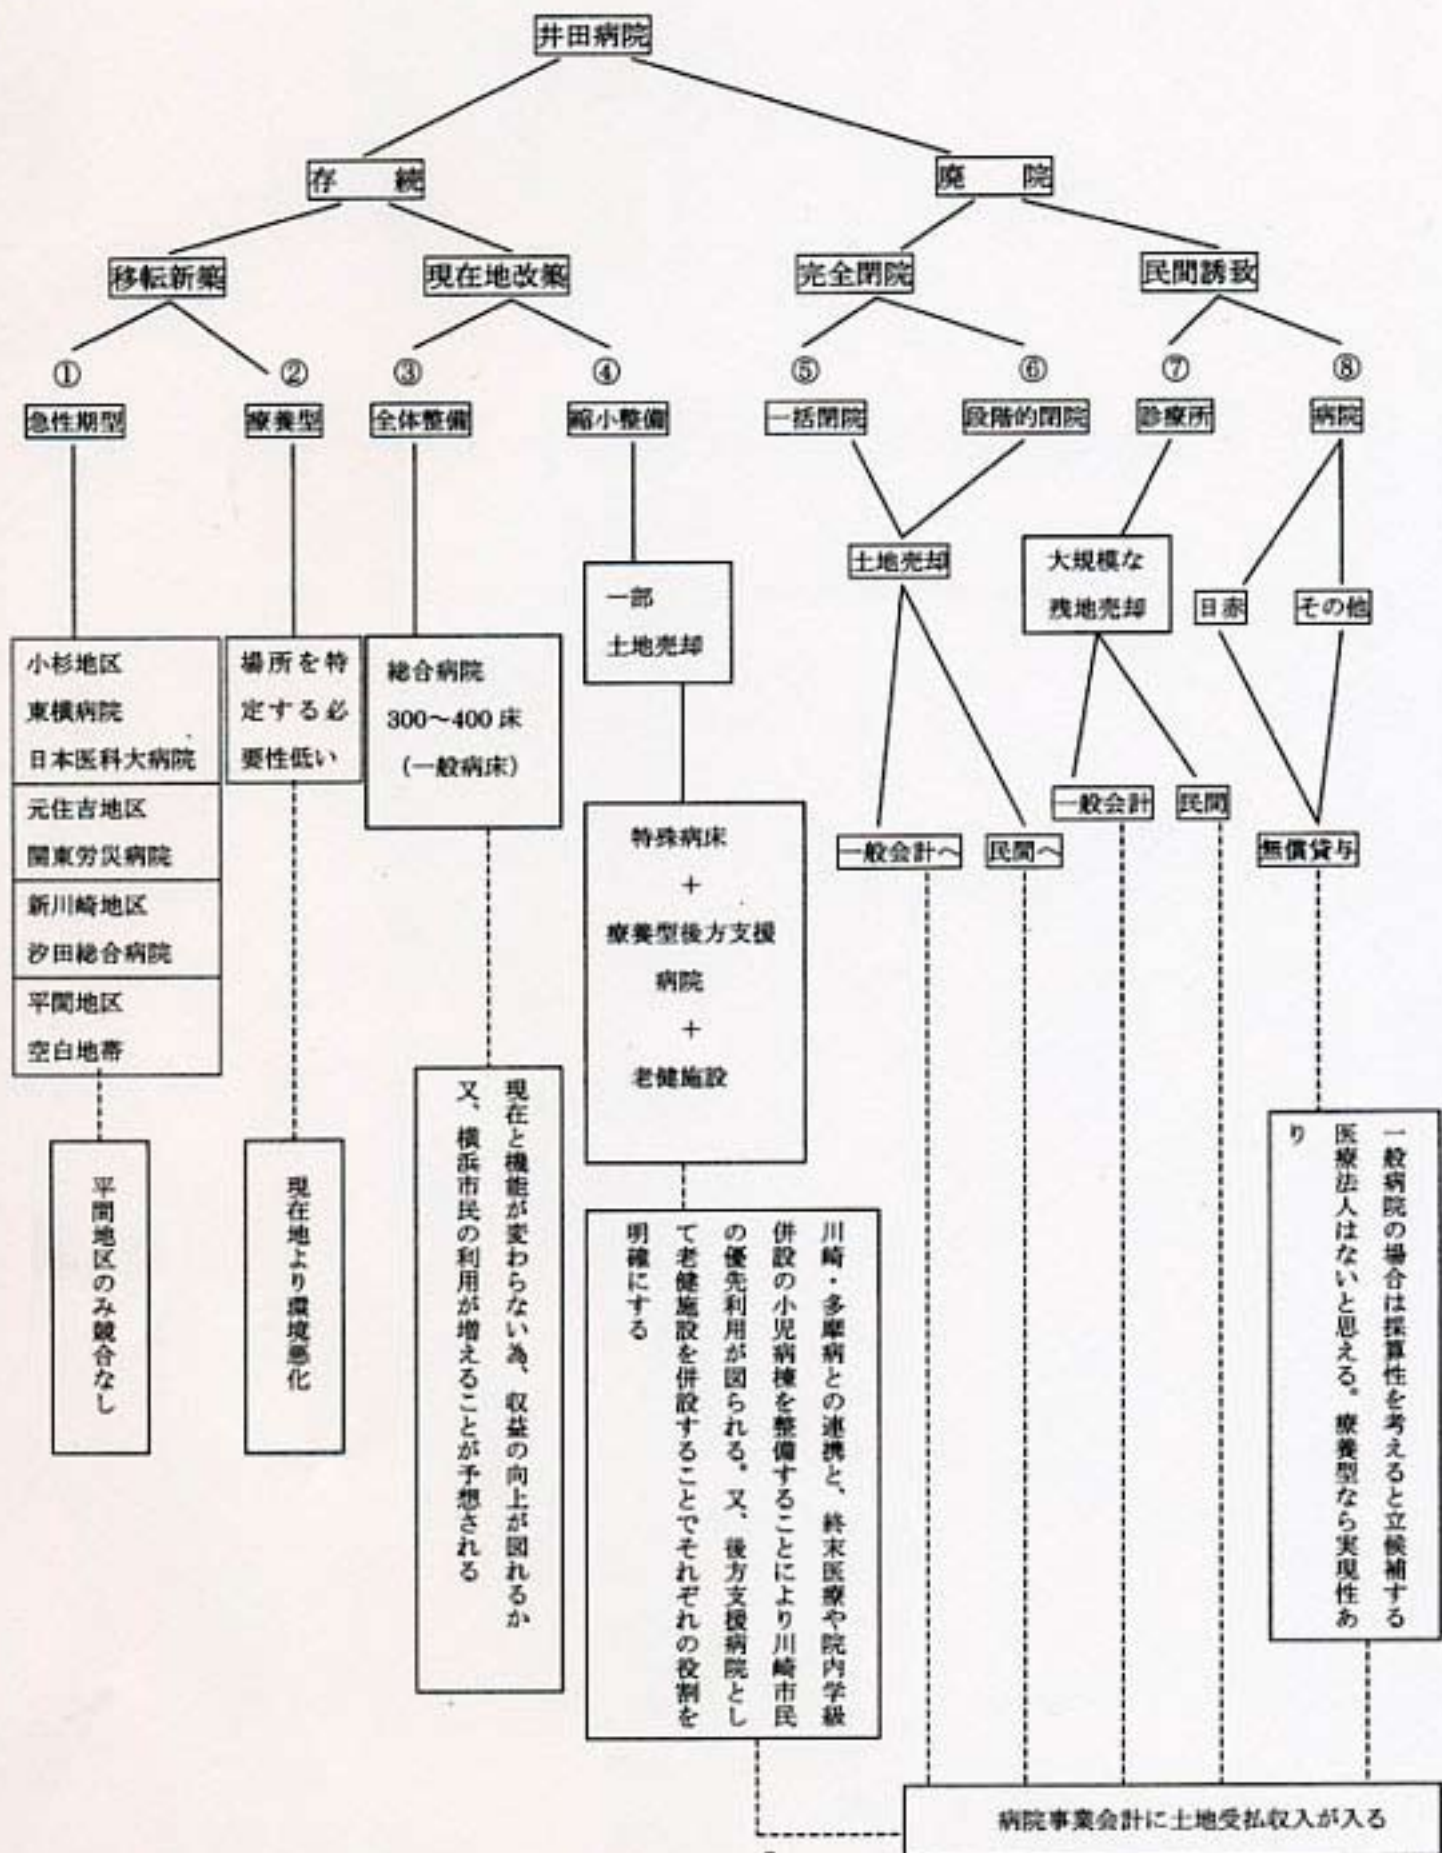 井田病院
存 続
廃 院
移転新築
現在地改築
完全閉院
民間誘致
①
②
③
④
⑤
⑥
⑦
⑧
急性期型
療養型
全体整備
縮小整備
一括閉院
段階的閉院
診療所
病院
土地売却
大規模な
残地売却
日赤
その他
一部
土地売却
小杉地区
東横病院
日本医科大病院
元住吉地区
関東労災病院
新川崎地区
汐田総合病院
平間地区
空白地帯
場所を特
定する必
要性低い
総合病院
300～400 床
(一般病床)
特殊病床
＋
療養型後方支援
病院
＋
老健施設
一般会計へ
民間へ
一般会計
民間
無償貸与
平間地区のみ競合なし
現在地より環境悪化
現在と機能が変わらない為、収益の向上が図れるか
又、横浜市民の利用が増えることが予想される
川崎・多摩病との連携と、終末医療や院内学級
併設の小児病棟を整備することにより川崎市民
の優先利用が図られる。又、後方支援病院とし
て老健施設を併設することでそれぞれの役割を
明確にする
一般病院の場合は採算性を考えると立候補する
医療法人はないと思える。療養型なら実現性あ
り
病院事業会計に土地受払収入が入る